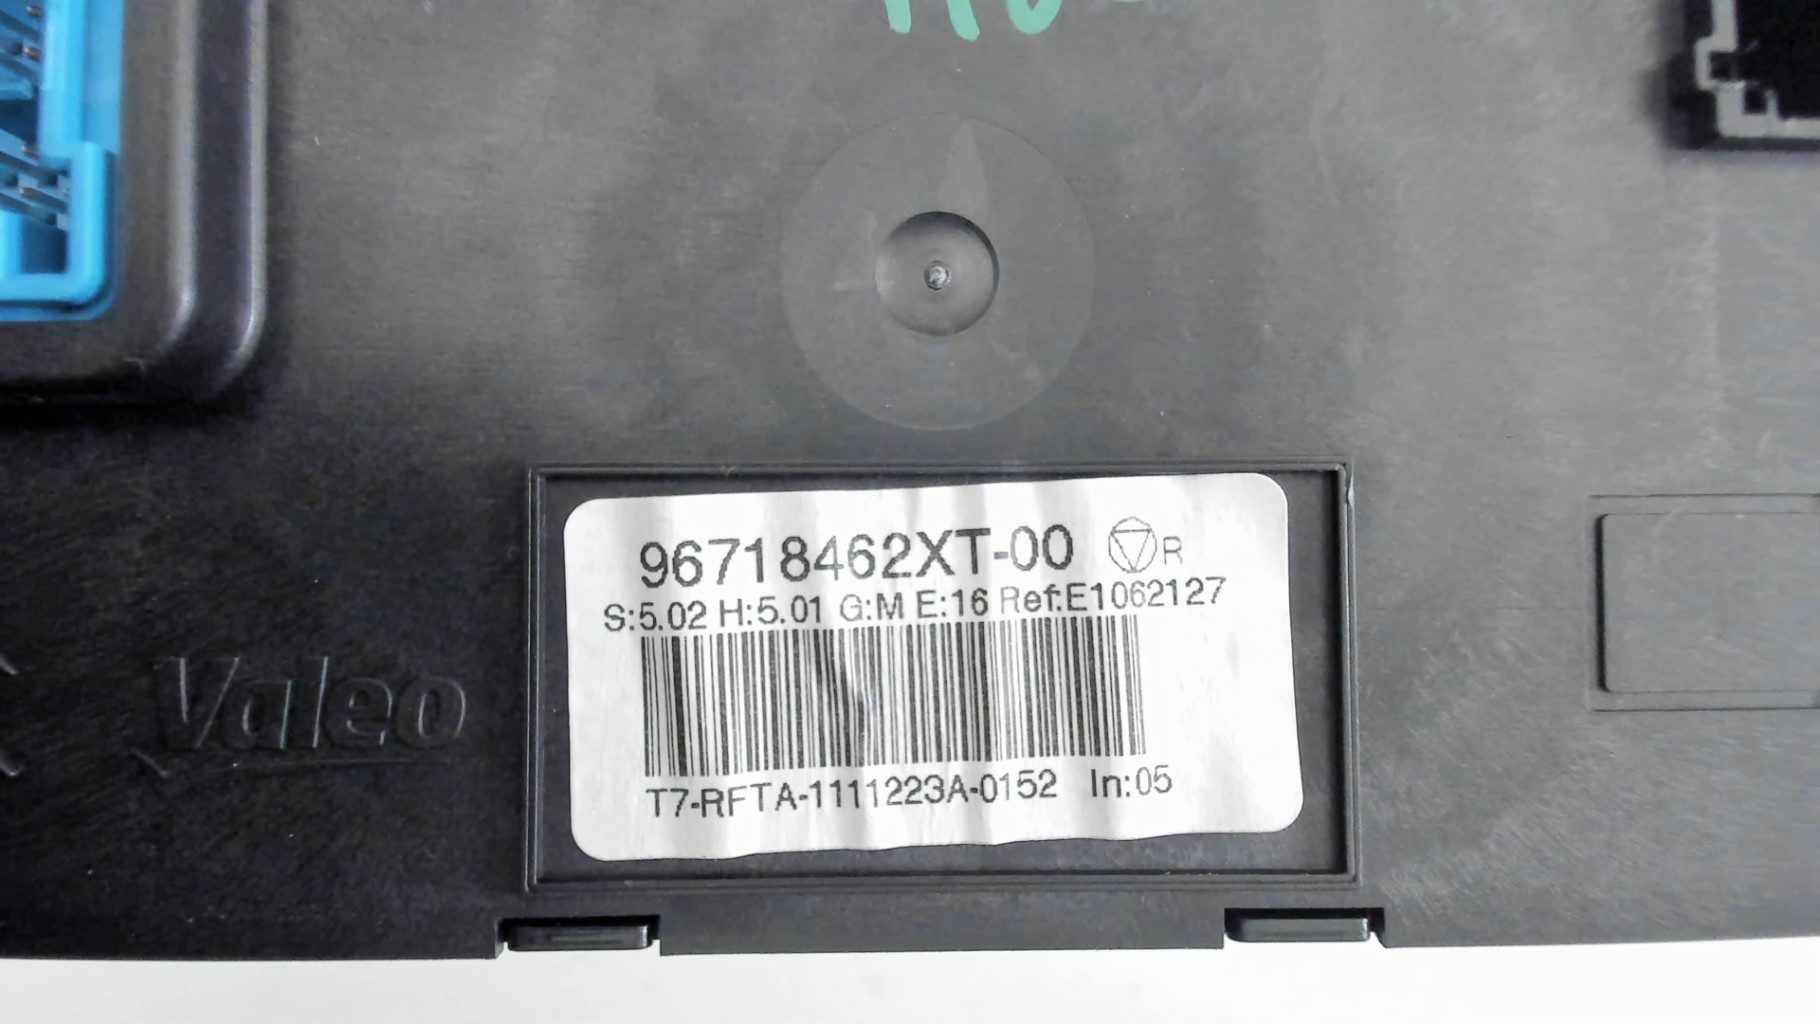 96718462XT-00 R
S:5.02 H:5.01 G:M E:16 Ref:E1062127
Valeo
T7-RFTA-1111223A-0152 In:05